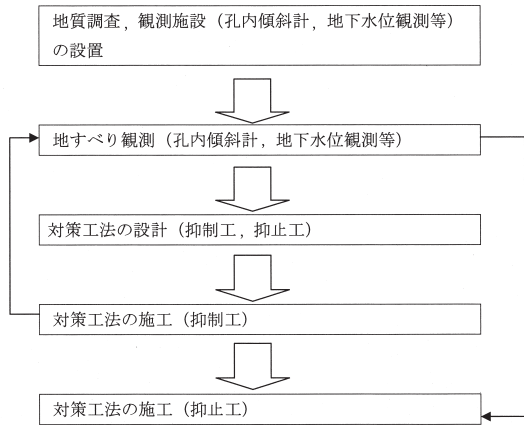 地質調査，観測施設（孔内傾斜計，地下水位観測等）
の設置
地すべり観測（孔内傾斜計，地下水位観測等）
対策工法の設計（抑制工，抑止工）
対策工法の施工（抑制工）
対策工法の施工（抑止工）